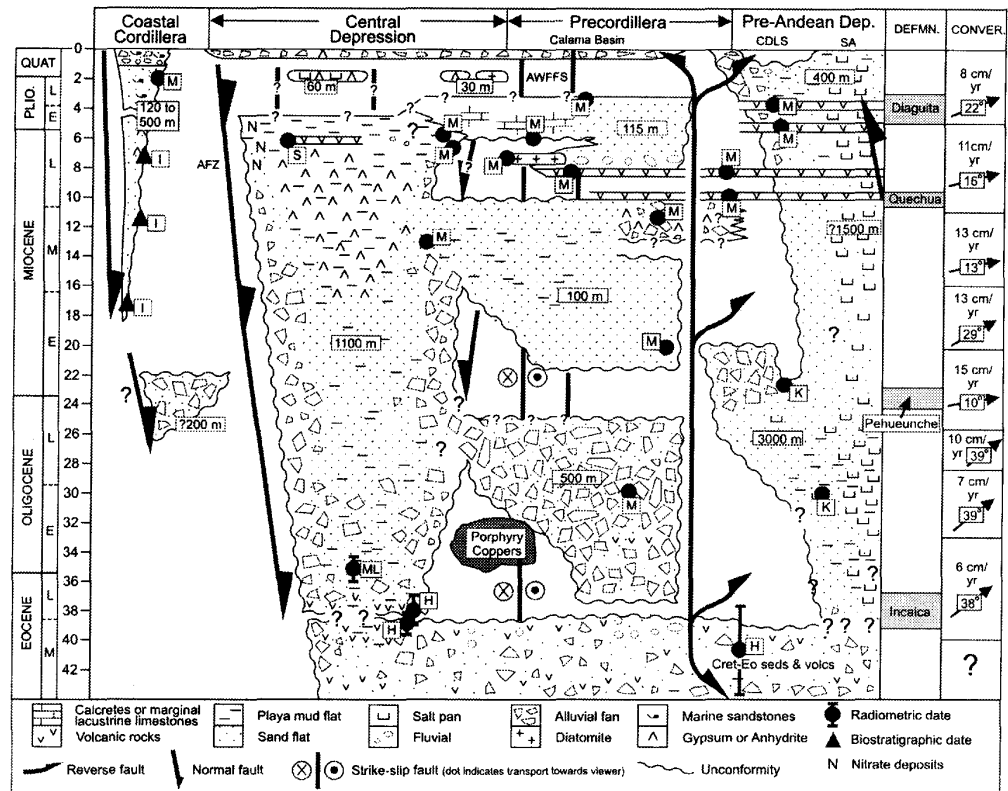 Coastal Cordillera
Central Depression
Precordillera
Calama Basin
Pre-Andean Dep.
CDLS
SA
DEFMN.
CONVER.
QUAT
PLIO.
MIOCENE
OLIGOCENE
EOCENE
L
E
L
M
E
L
E
L
M
0
2
4
6
8
10
12
14
16
18
20
22
24
26
28
30
32
34
36
38
40
42
M
120 to 500 m
I
I
I
?
?200 m
AFZ
60 m
30 m
?
?
?
?
AWFFS
N
N
N
N
S
?
M
M
M
M
M
M
115 m
?
M
?
?
M
100 m
M
1100 m
?
?
?
?
?
500 m
M
Porphyry Coppers
ML
H
H
?
?
400 m
M
M
M
M
?1500 m
?
K
3000 m
K
?
?
?
?
?
?
?
H
Cret-Eo seds & volcs
Diaguita
Quechua
Pehueunche
Incaica
8 cm/
yr
22°
11cm/
yr
16°
13 cm/
yr
13°
13 cm/
yr
29°
15 cm/
yr
10°
10 cm/
yr
39°
7 cm/
yr
39°
6 cm/
yr
38°
?
Calcretes or marginal lacustrine limestones
Playa mud flat
Salt pan
Alluvial fan
Marine sandstones
Radiometric date
Volcanic rocks
Sand flat
Fluvial
Diatomite
Gypsum or Anhydrite
Biostratigraphic date
Reverse fault
Normal fault
Strike-slip fault (dot indicates transport towards viewer)
Unconformity
N Nitrate deposits